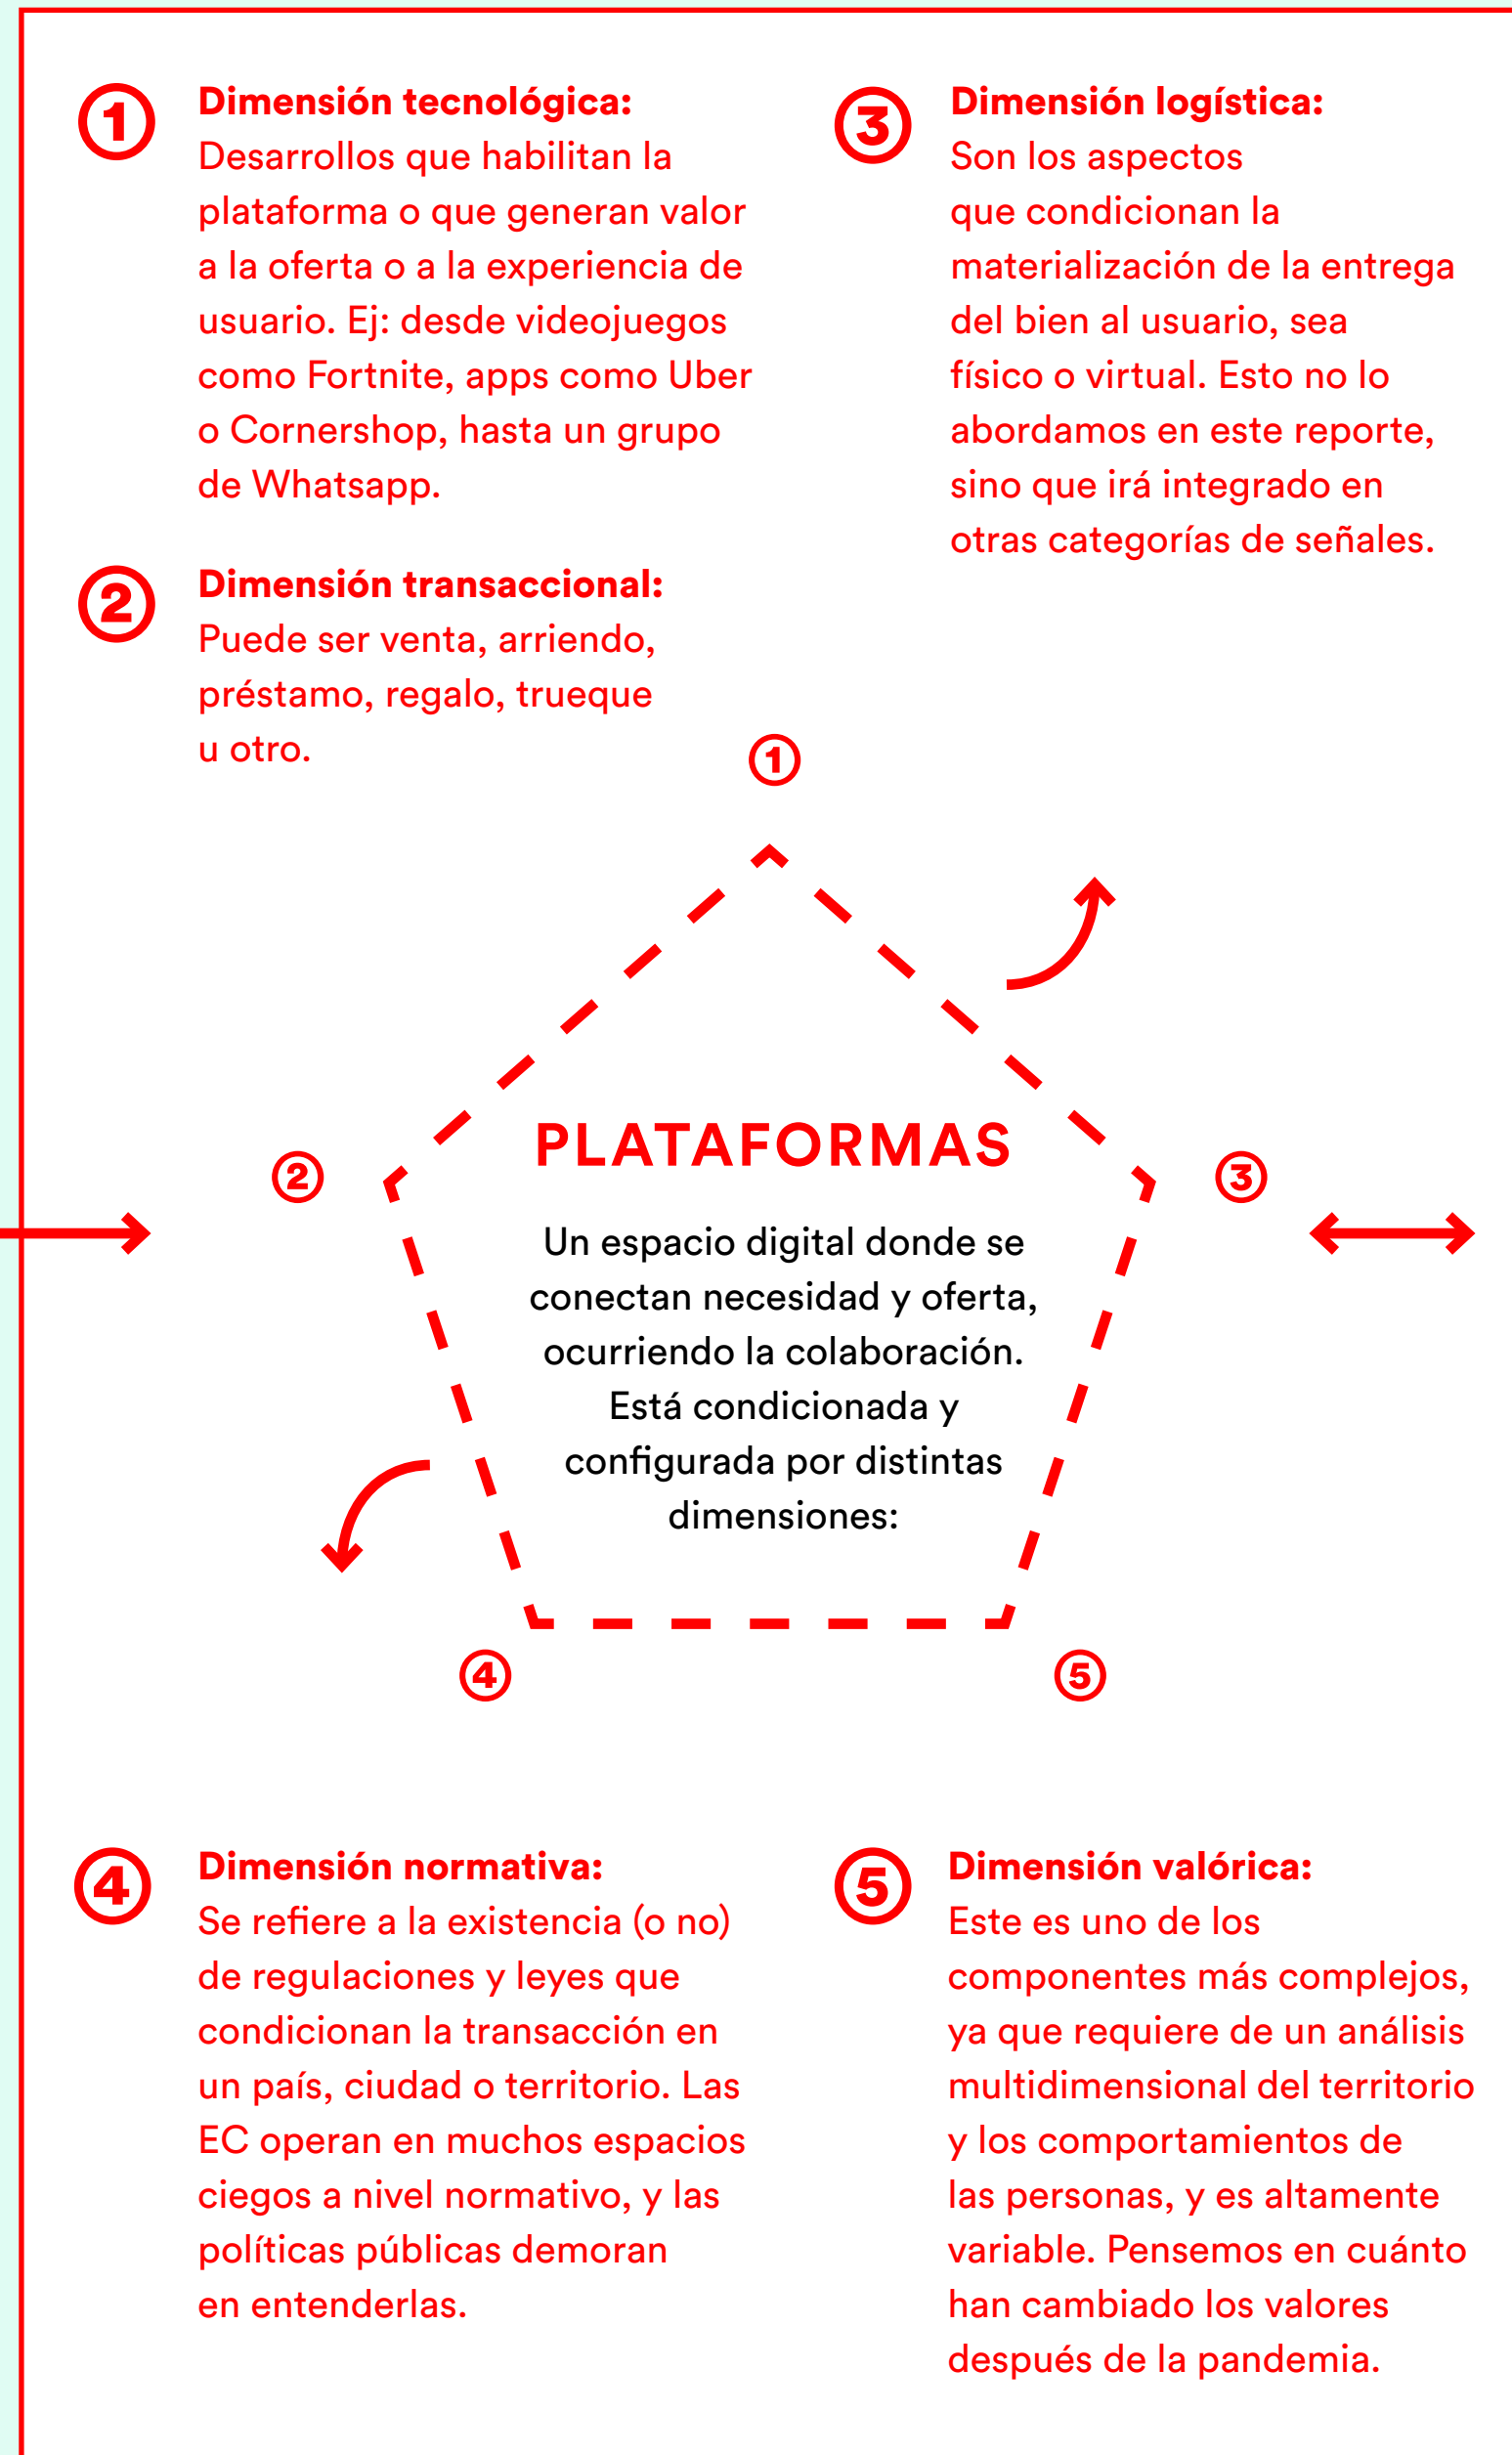 1
Dimensión tecnológica:
Desarrollos que habilitan la
plataforma o que generan valor
a la oferta o a la experiencia de
usuario. Ej: desde videojuegos
como Fortnite, apps como Uber
o Cornershop, hasta un grupo
de Whatsapp.
2
Dimensión transaccional:
Puede ser venta, arriendo,
préstamo, regalo, trueque
u otro.
3
Dimensión logística:
Son los aspectos
que condicionan la
materialización de la entrega
del bien al usuario, sea
físico o virtual. Esto no lo
abordamos en este reporte,
sino que irá integrado en
otras categorías de señales.
1
2
3
PLATAFORMAS
Un espacio digital donde se
conectan necesidad y oferta,
ocurriendo la colaboración.
Está condicionada y
configurada por distintas
dimensiones:
4
5
4
Dimensión normativa:
Se refiere a la existencia (o no)
de regulaciones y leyes que
condicionan la transacción en
un país, ciudad o territorio. Las
EC operan en muchos espacios
ciegos a nivel normativo, y las
políticas públicas demoran
en entenderlas.
5
Dimensión valórica:
Este es uno de los
componentes más complejos,
ya que requiere de un análisis
multidimensional del territorio
y los comportamientos de
las personas, y es altamente
variable. Pensemos en cuánto
han cambiado los valores
después de la pandemia.